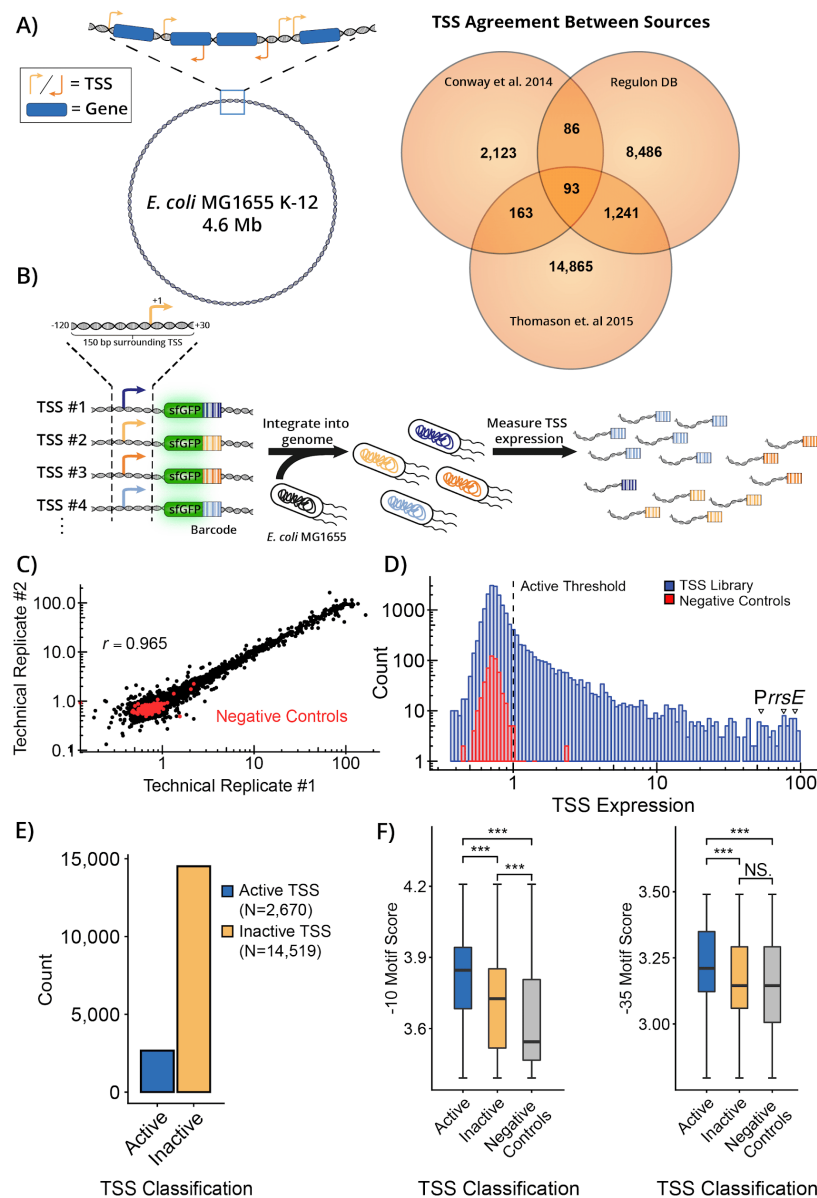 A)
= TSS
= Gene
E. coli MG1655 K-12
4.6 Mb
TSS Agreement Between Sources
Conway et al. 2014
Regulon DB
86
2,123
8,486
93
163
1,241
14,865
Thomason et. al 2015
B)
+1
-120
+30
150 bp surrounding TSS
TSS #1
TSS #2
TSS #3
TSS #4
sfGFP
sfGFP
sfGFP
sfGFP
Barcode
Integrate into
genome
E. coli MG1655
Measure TSS
expression
C)
Technical Replicate #2
100.0
10.0
1.0
0.1
r = 0.965
Negative Controls
1
10
100
Technical Replicate #1
D)
Active Threshold
TSS Library
Negative Controls
Count
1000
100
10
1
PrrsE
1
10
100
TSS Expression
E)
Count
15,000
10,000
5,000
0
Active TSS
(N=2,670)
Inactive TSS
(N=14,519)
Active
Inactive
TSS Classification
F)
-10 Motif Score
4.2
3.9
3.6
***
***
***
Active
Inactive
Negative
Controls
TSS Classification
-35 Motif Score
3.50
3.25
3.00
***
***
NS.
Active
Inactive
Negative
Controls
TSS Classification